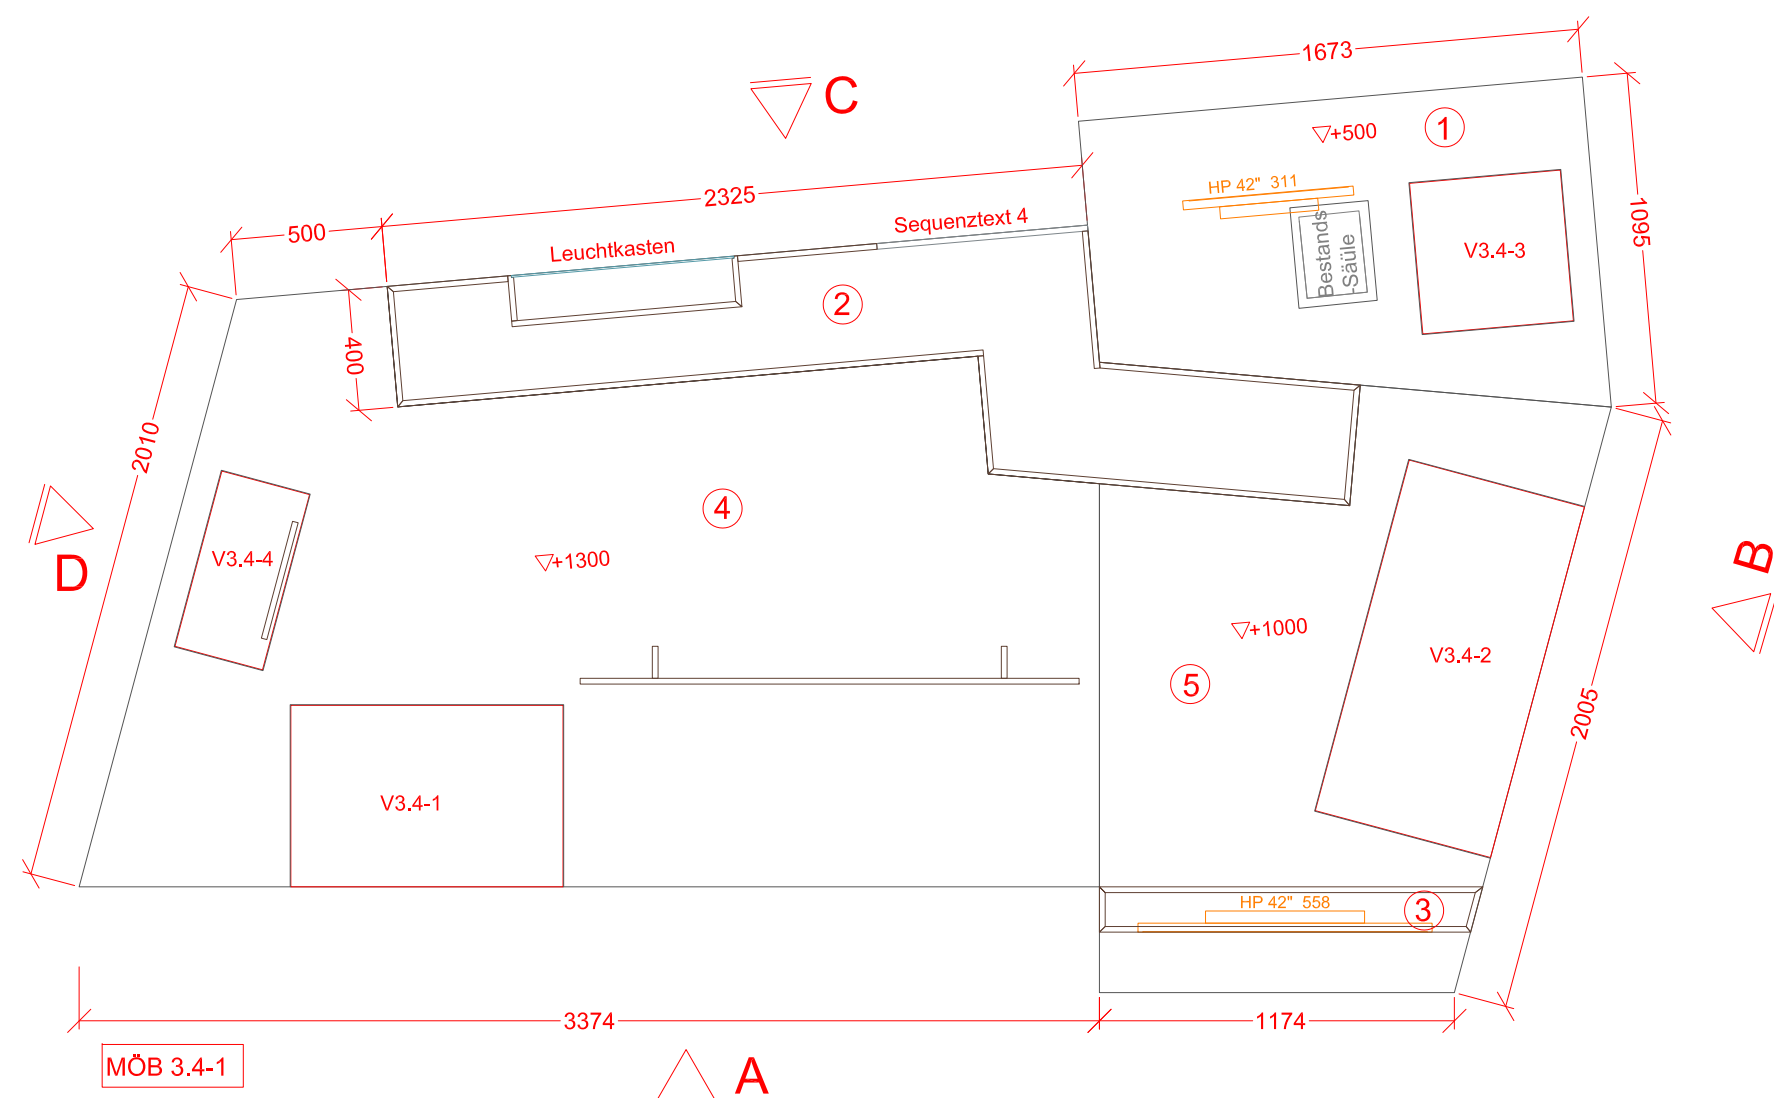 1673
C
+500
1
1095
2325
HP 42" 311
500
Sequenztext 4
Leuchtkasten
Bestands
-Säüle
V3.4-3
2
400
2010
4
V3.4-4
+1300
D
B
+1000
V3.4-2
5
2005
V3.4-1
HP 42" 558
3
3374
1174
MÖB 3.4-1
A